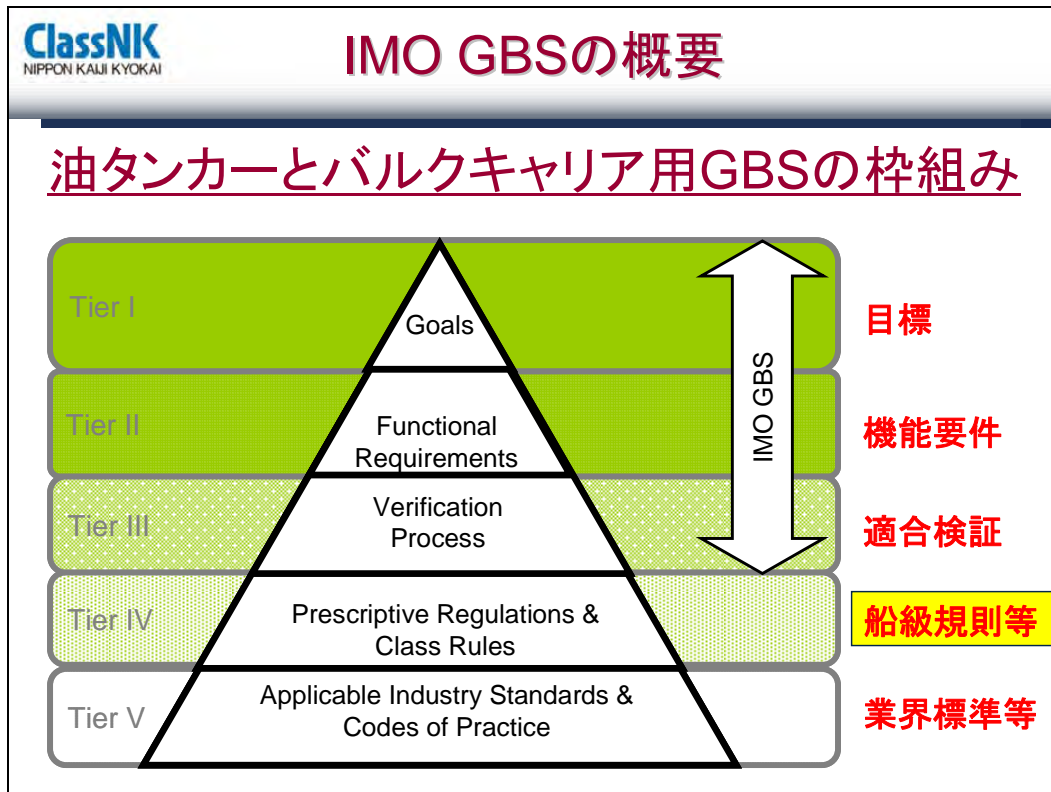 ClassNK
NIPPON KAIJI KYOKAI
IMO GBSの概要
油タンカーとバルクキャリア用GBSの枠組み
Tier I
Goals
目標
Tier II
Functional
Requirements
機能要件
IMO GBS
Tier III
Verification
Process
適合検証
Tier IV
Prescriptive Regulations &
Class Rules
船級規則等
Tier V
Applicable Industry Standards &
Codes of Practice
業界標準等